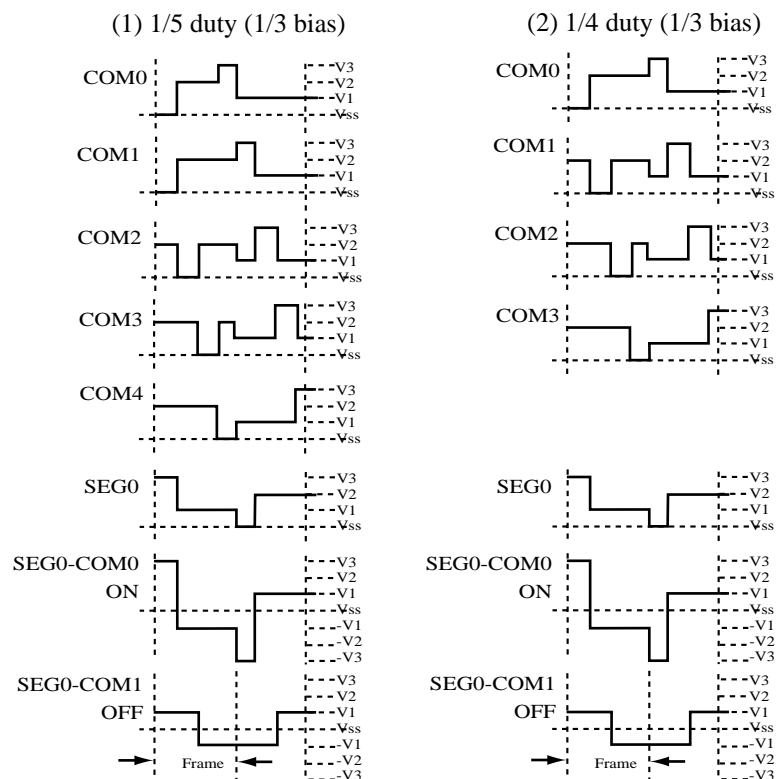 (1) 1/5 duty (1/3 bias)
COM0
V3
V2
V1
Vss
COM1
V3
V2
V1
Vss
COM2
V3
V2
V1
Vss
COM3
V3
V2
V1
Vss
COM4
V3
V2
V1
Vss
SEG0
V3
V2
V1
Vss
SEG0-COM0
ON
V3
V2
V1
Vss
-V1
-V2
-V3
SEG0-COM1
OFF
V3
V2
V1
Vss
-V1
-V2
-V3
Frame
(2) 1/4 duty (1/3 bias)
COM0
V3
V2
V1
Vss
COM1
V3
V2
V1
Vss
COM2
V3
V2
V1
Vss
COM3
V3
V2
V1
Vss
SEG0
V3
V2
V1
Vss
SEG0-COM0
ON
V3
V2
V1
Vss
-V1
-V2
-V3
SEG0-COM1
OFF
V3
V2
V1
Vss
-V1
-V2
-V3
Frame